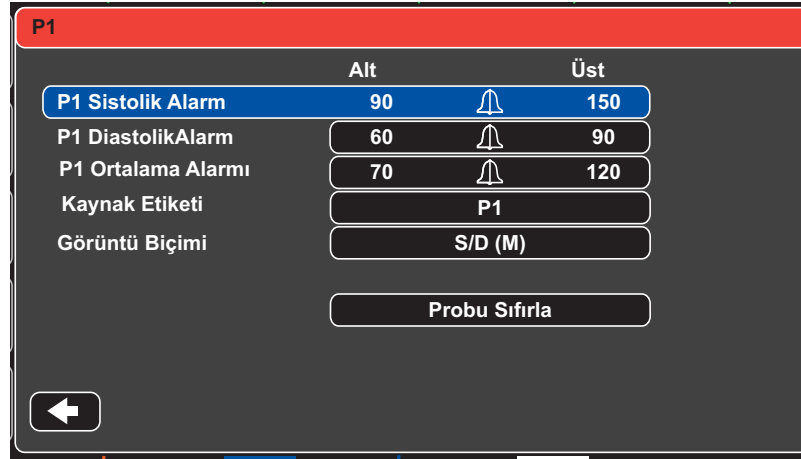 P1
Alt Üst
P1 Sistolik Alarm 90 150
P1 DiastolikAlarm 60 90
P1 Ortalama Alarmı 70 120
Kaynak Etiketi P1
Görüntü Biçimi S/D (M)
Probu Sıfırla